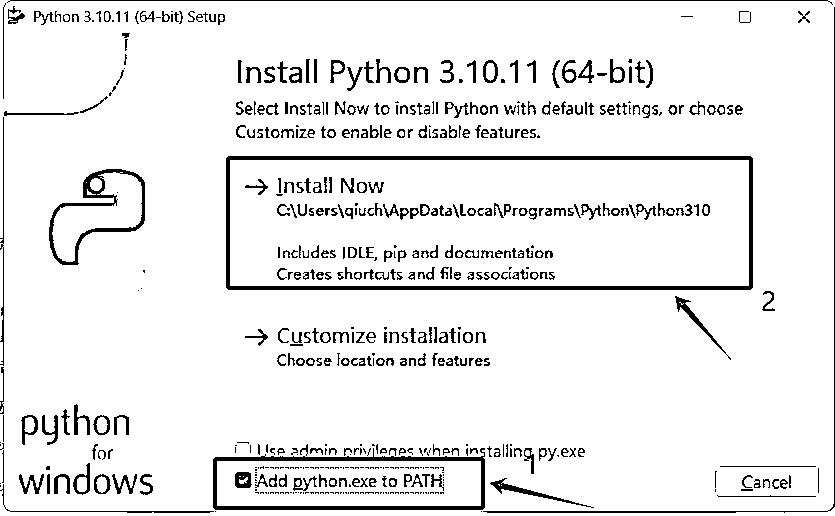 Python 3.10.11 (64-bit) Setup
Install Python 3.10.11 (64-bit)
Select Install Now to install Python with default settings, or choose
Customize to enable or disable features.
Install Now
C:\Users\qiuch\AppData\Local\Programs\Python\Python310
Includes IDLE, pip and documentation
Creates shortcuts and file associations
2
Customize installation
Choose location and features
python
for
windows
Use admin privileges when installing py.exe
1
Add python.exe to PATH
Cancel